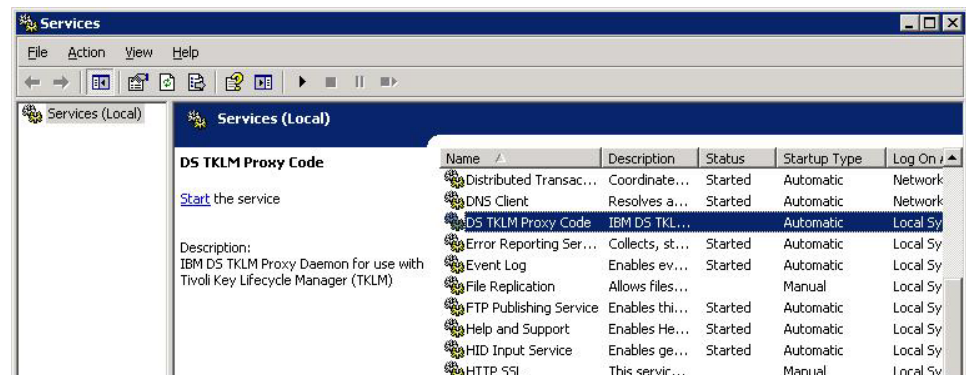 Services
File Action View Help
Services (Local)
Services (Local)
DS TKLM Proxy Code
Start the service
Description:
IBM DS TKLM Proxy Daemon for use with
Tivoli Key Lifecycle Manager (TKLM)
Name Description Status Startup Type Log On A
Distributed Transac... Coordinate... Started Automatic Network
DNS Client Resolves a... Started Automatic Network
DS TKLM Proxy Code IBM DS TKL... Automatic Local Sy
Error Reporting Ser... Collects, st... Started Automatic Local Sy
Event Log Enables ev... Started Automatic Local Sy
File Replication Allows files... Manual Local Sy
FTP Publishing Service Enables thi... Started Automatic Local Sy
Help and Support Enables He... Started Automatic Local Sy
HID Input Service Enables ge... Started Automatic Local Sy
HTTP SSL This servic... Manual Local Sy